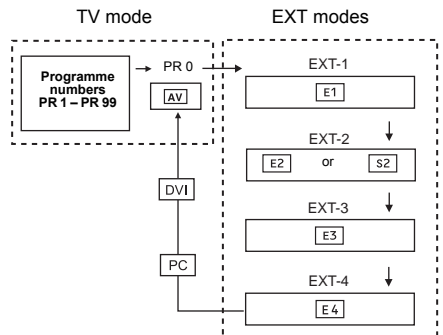 TV mode
EXT modes
Programme
numbers
PR 1 – PR 99
PR 0
AV
EXT-1
E1
EXT-2
E2 or S2
EXT-3
E3
EXT-4
E4
DVI
PC